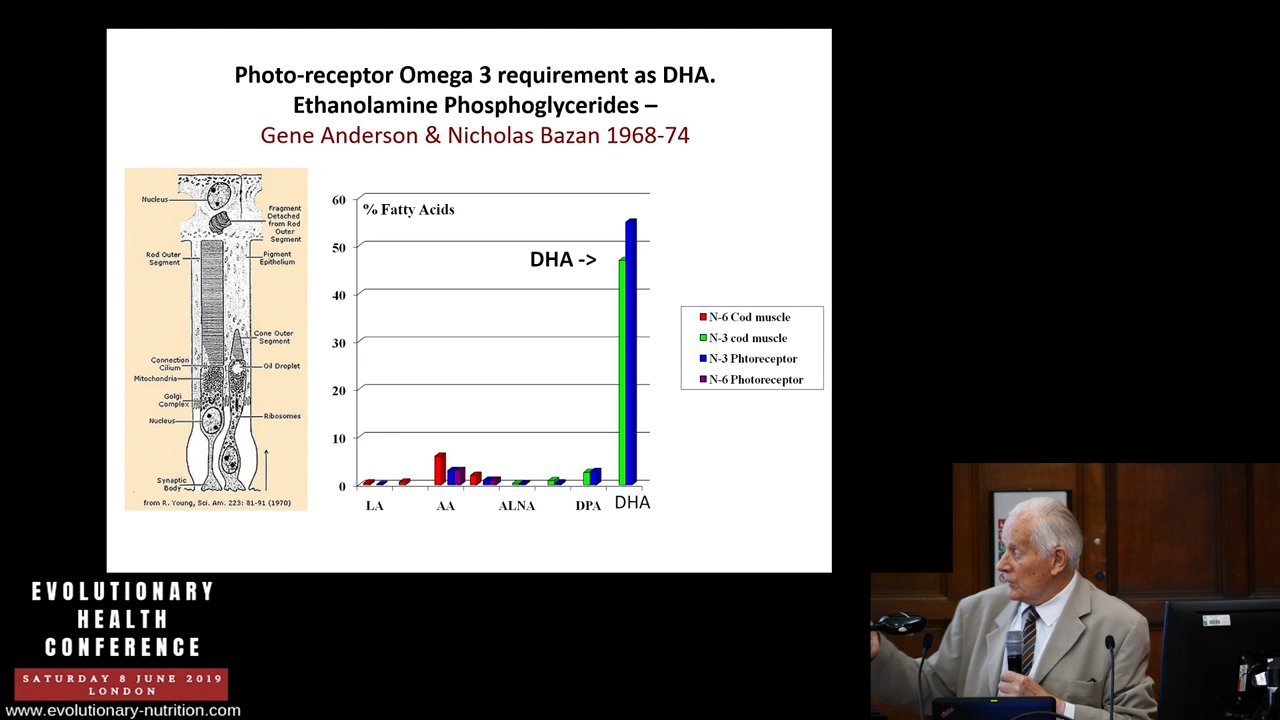 Photo-receptor Omega 3 requirement as DHA.
Ethanolamine Phosphoglycerides –
Gene Anderson & Nicholas Bazan 1968-74
Nucleus
Fragment
Detached
from Rod
Outer
Segment
Rod Outer
Segment
Pigment
Epithelium
Cone Outer
Segment
Connection
Cilium
Oil Droplet
Mitochondria
Golgi
Complex
Ribosomes
Nucleus
Synaptic
Body
from R. Young, Sci. Am. 223: 81-91 (1970)
% Fatty Acids
60
50
40
30
20
10
0
DHA ->
LA
AA
ALNA
DPA
DHA
N-6 Cod muscle
N-3 cod muscle
N-3 Phtoreceptor
N-6 Photoreceptor
EVOLUTIONARY
HEALTH
CONFERENCE
SATURDAY 8 JUNE 2019
LONDON
www.evolutionary-nutrition.com